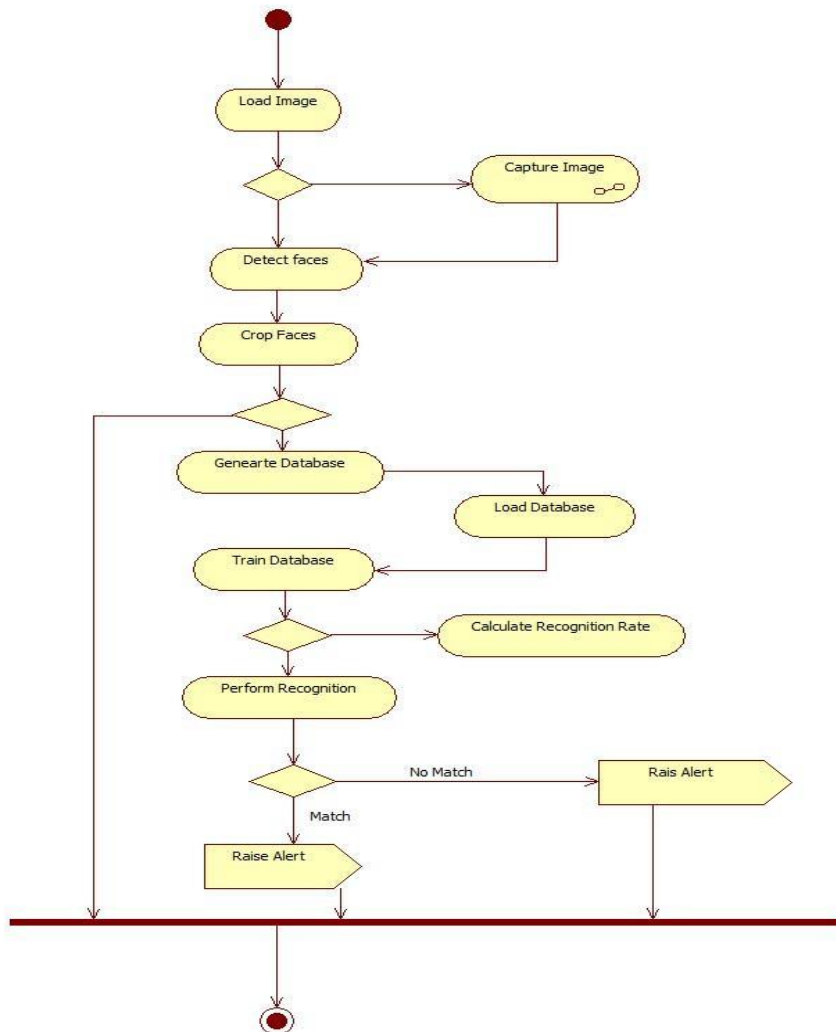 Load Image
Capture Image
Detect faces
Crop Faces
Genearte Database
Load Database
Train Database
Calculate Recognition Rate
Perform Recognition
No Match
Rais Alert
Match
Raise Alert